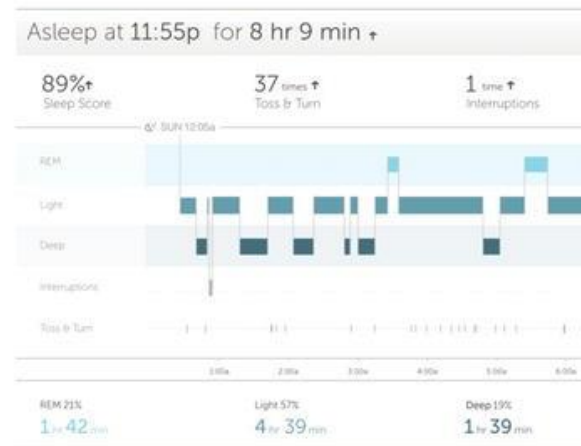 Asleep at 11:55p for 8 hr 9 min ↑
89%↑ 37 times ↑ 1 time ↑
Sleep Score Toss & Turn Interruptions
SUN 12:05a
REM
Light
Deep
Interruptions
Toss & Turn
1:00a 2:00a 3:00a 4:00a 5:00a 6:00a
REM 21% Light 57% Deep 19%
1 hr 42 min 4 hr 39 min 1 hr 39 min